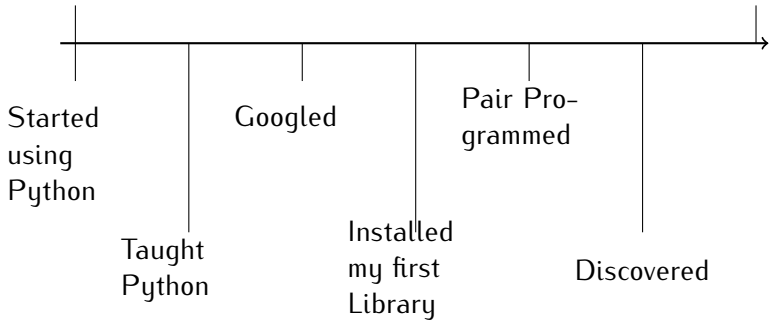 Started
using
Python
Taught
Python
Googled
Installed
my first
Library
Pair Pro-
grammed
Discovered